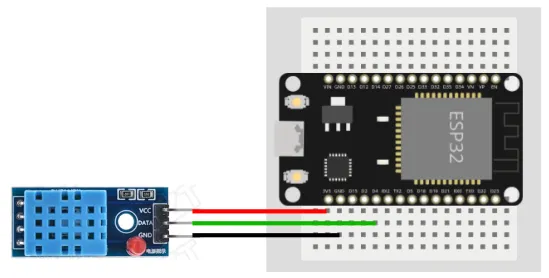 VIN GND D13 D12 D14 D27 D26 D25 D33 D32 D35 D34 VN VP EN
ESP32
3V3 GND D15 D2 D4 RX2 TX2 D5 D18 D19 D21 RX0 TX0 D22 D23
VCC
DATA
GND